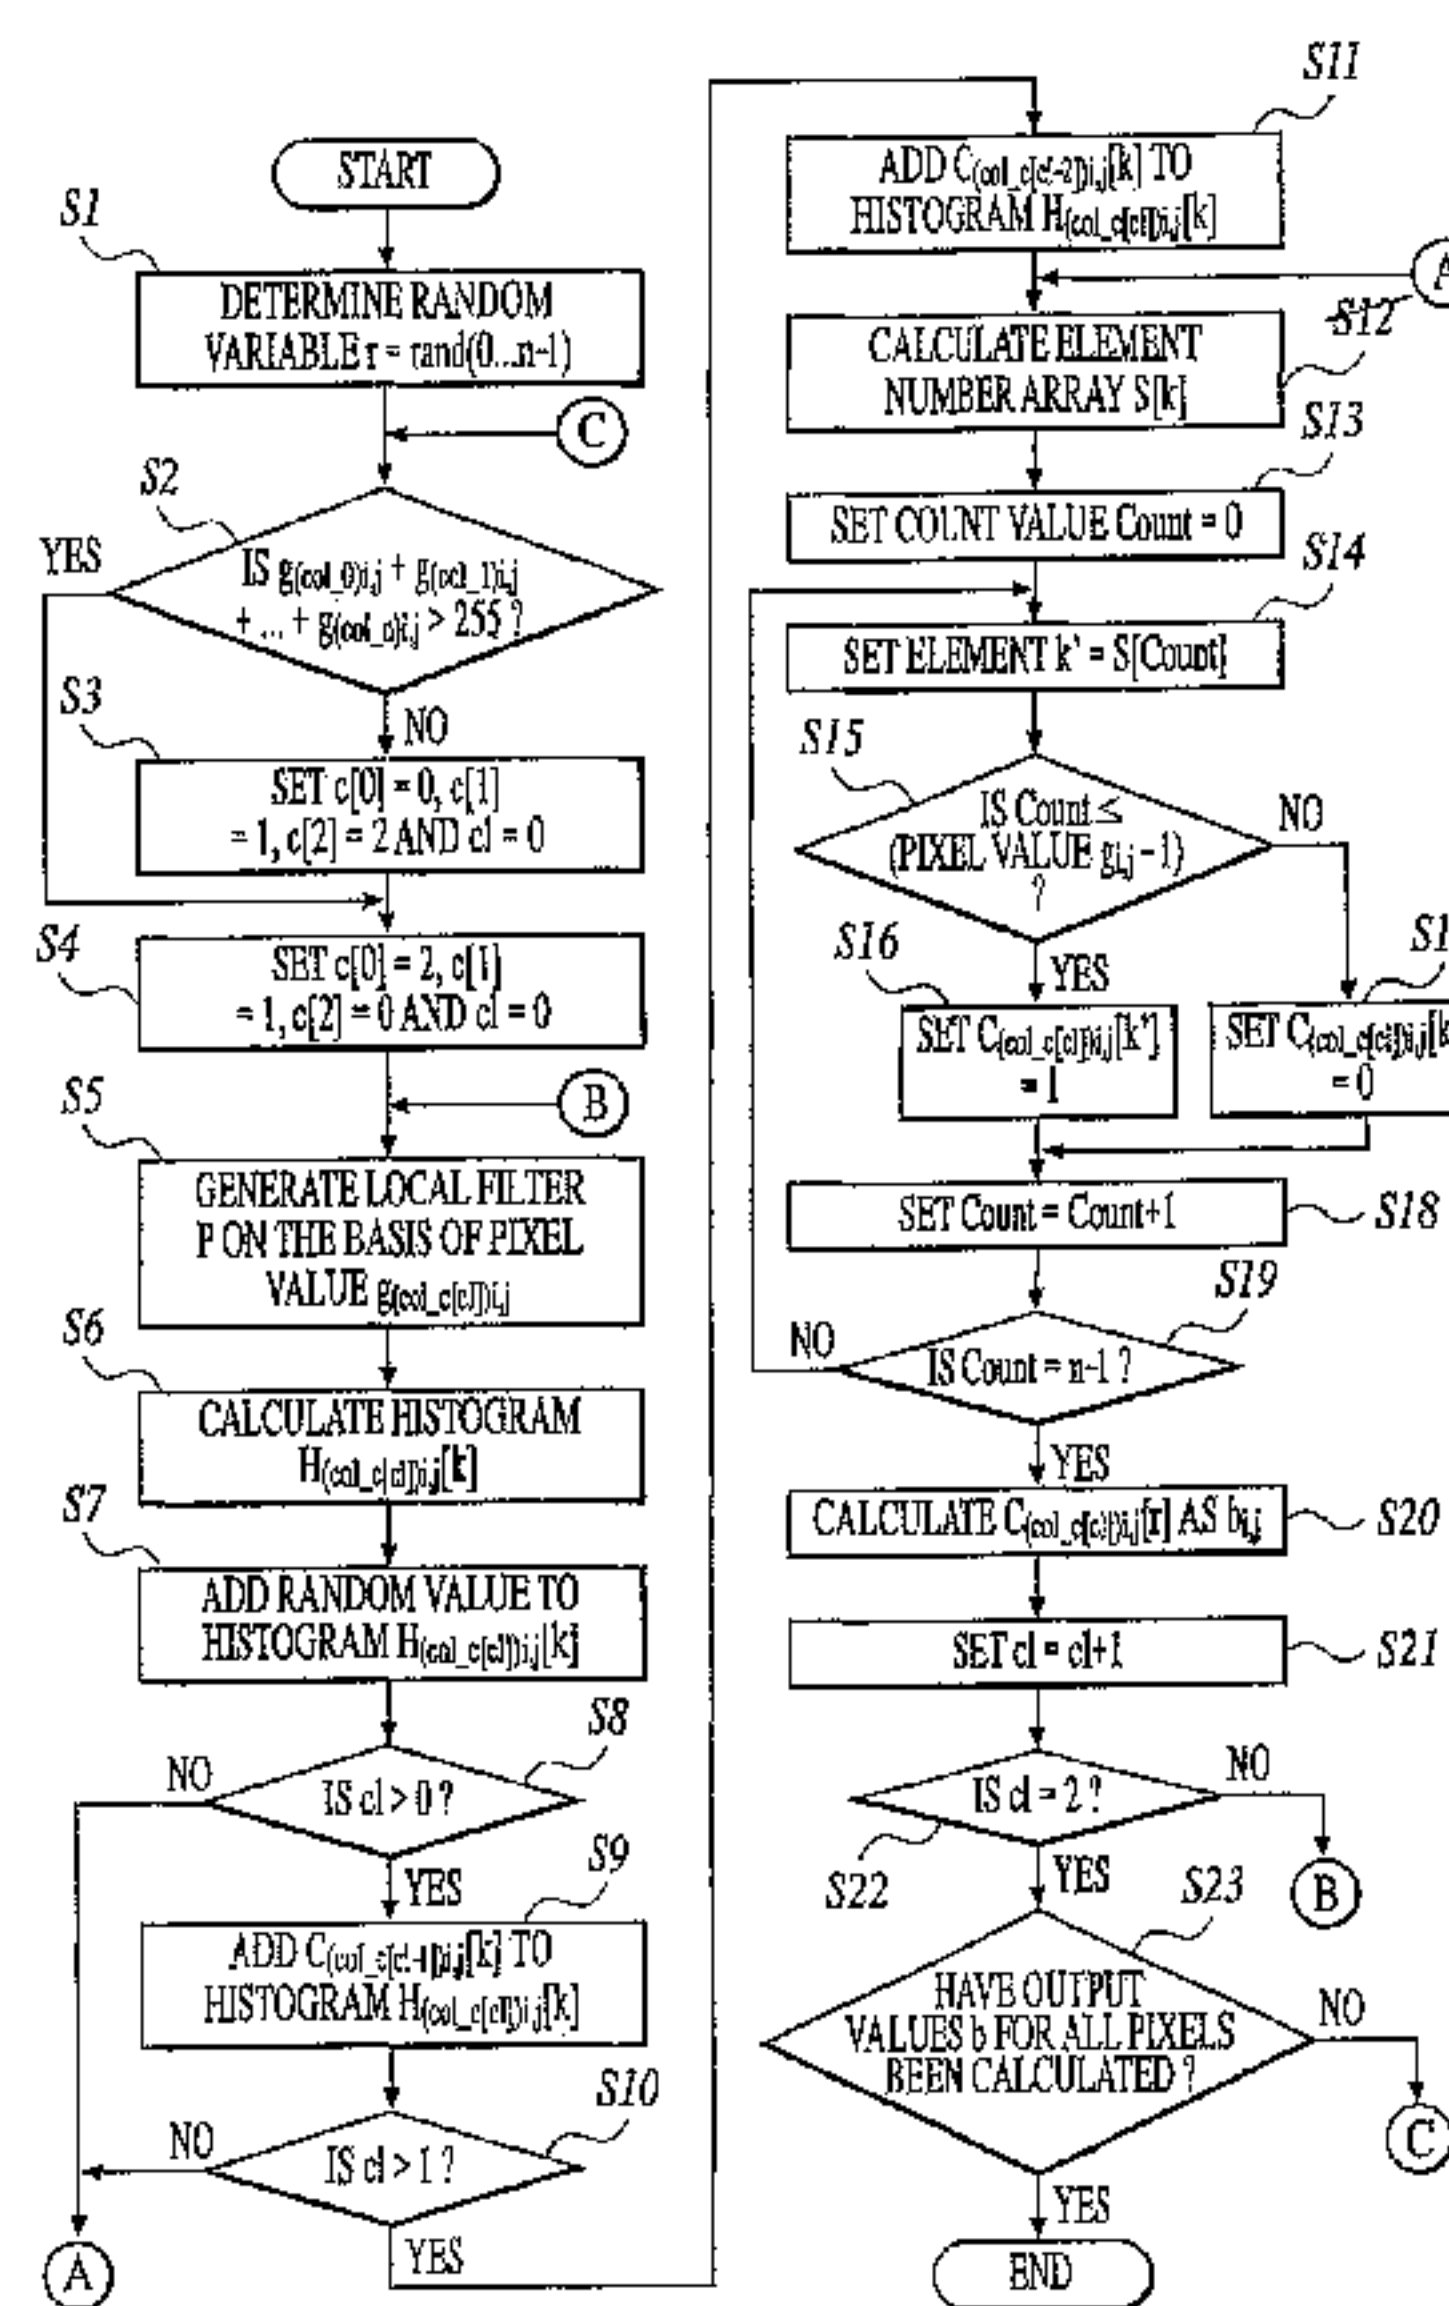 START
S1
DETERMINE RANDOM
VARIABLE r = rand(0...n-1)
C
S2
YES
IS g(col_0)i,j + g(col_1)i,j
+ ... + g(col_c)i,j > 255 ?
NO
S3
SET c[0] = 0, c[1]
= 1, c[2] = 2 AND cl = 0
S4
SET c[0] = 2, c[1]
= 1, c[2] = 0 AND cl = 0
B
S5
GENERATE LOCAL FILTER
P ON THE BASIS OF PIXEL
VALUE g(col_c[cl])i,j
S6
CALCULATE HISTOGRAM
H(col_c[cl])i,j[k]
S7
ADD RANDOM VALUE TO
HISTOGRAM H(col_c[cl])i,j[k]
S8
NO
IS cl > 0 ?
YES
S9
ADD C(col_c[cl-1])i,j[k] TO
HISTOGRAM H(col_c[cl])i,j[k]
S10
NO
IS cl > 1 ?
YES
A
S11
ADD C(col_c[cl-2])i,j[k] TO
HISTOGRAM H(col_c[cl])i,j[k]
A
S12
CALCULATE ELEMENT
NUMBER ARRAY S[k]
S13
SET COUNT VALUE Count = 0
S14
SET ELEMENT k' = S[Count]
S15
IS Count ≤
(PIXEL VALUE gi,j - 1)
?
NO
YES
S16
SET C(col_c[cl])i,j[k']
= 1
S1
SET C(col_c[cl])i,j[k
= 0
S18
SET Count = Count+1
S19
NO
IS Count = n-1 ?
YES
S20
CALCULATE C(col_c[cl])i,j[r] AS bi,j
S21
SET cl = cl+1
S22
IS cl = 2 ?
NO
B
YES
S23
HAVE OUTPUT
VALUES b FOR ALL PIXELS
BEEN CALCULATED ?
NO
C
YES
END